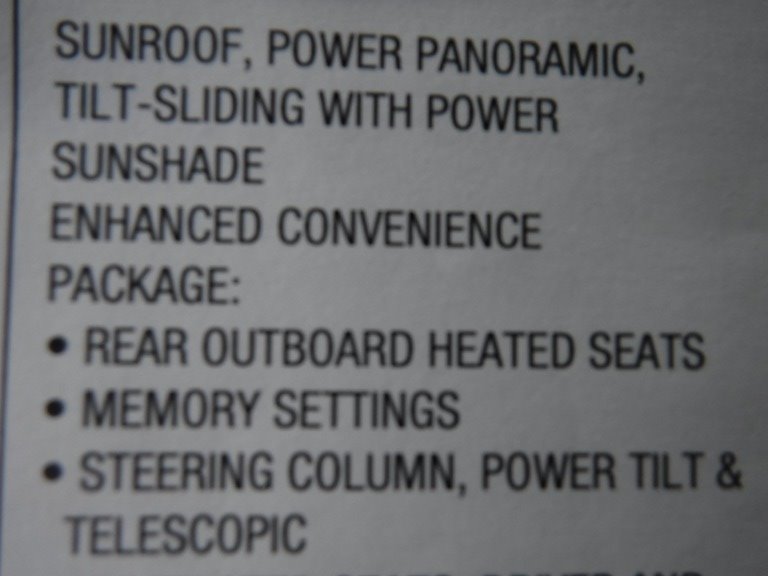 SUNROOF, POWER PANORAMIC,
TILT-SLIDING WITH POWER
SUNSHADE
ENHANCED CONVENIENCE
PACKAGE:
• REAR OUTBOARD HEATED SEATS
• MEMORY SETTINGS
• STEERING COLUMN, POWER TILT &
TELESCOPIC